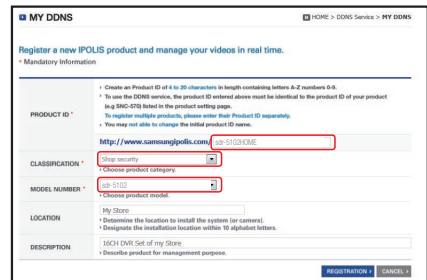 MY DDNS
HOME > DDNS Service > MY DDNS
Register a new IPOLIS product and manage your videos in real time.
* Mandatory Information
PRODUCT ID *
Create an Product ID of 4 to 20 characters in length containing letters A-Z numbers 0-9.
To use the DDNS service, the product ID entered above must be identical to the product ID of your product
(e.g SNC-570) listed in the product setting page.
To register multiple products, please enter their Product ID separately.
You may not able to change the initial product ID name.
http://www.samsungipolis.com/ sdr-5102HOME
CLASSIFICATION *
Shop security
Choose product category.
MODEL NUMBER *
sdr-5102
Choose product model.
LOCATION
My Store
Determine the location to install the system (or camera).
Designate the installation location within 10 alphabet letters.
DESCRIPTION
16CH DVR Set of my Store
Describe product for management purpose.
REGISTRATION
CANCEL